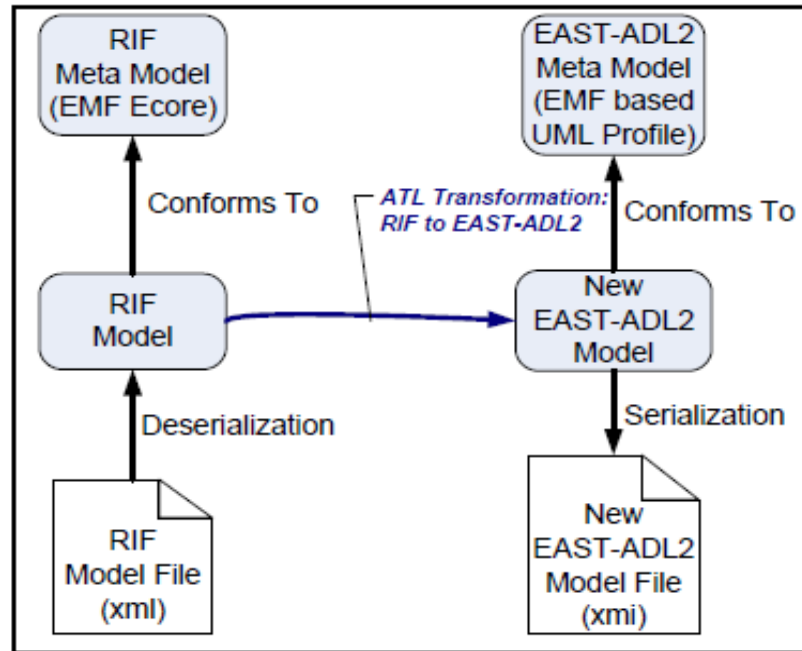 RIF
Meta Model
(EMF Ecore)
EAST-ADL2
Meta Model
(EMF based
UML Profile)
Conforms To
ATL Transformation:
RIF to EAST-ADL2
Conforms To
RIF
Model
New
EAST-ADL2
Model
Deserialization
Serialization
RIF
Model File
(xml)
New
EAST-ADL2
Model File
(xmi)